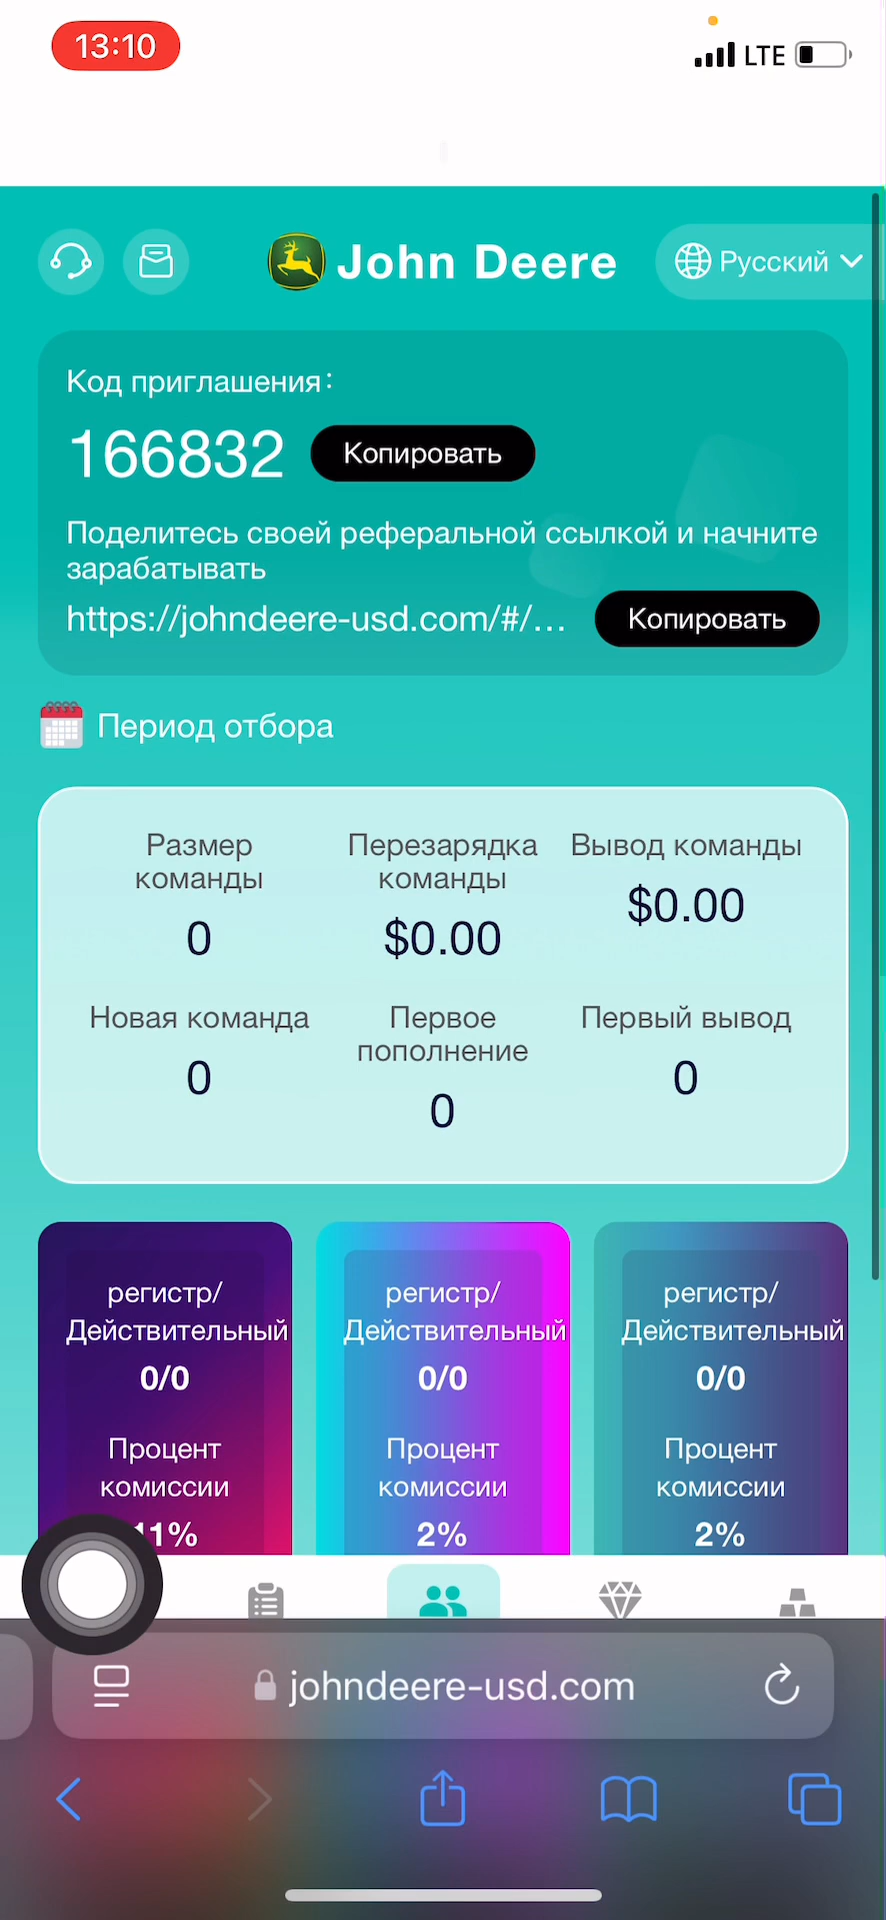 13:10
LTE
John Deere
Русский
Код приглашения:
166832
Копировать
Поделитесь своей реферальной ссылкой и начните
зарабатывать
https://johndeere-usd.com/#/...
Копировать
Период отбора
Размер
команды
0
Перезарядка
команды
$0.00
Вывод команды
$0.00
Новая команда
0
Первое
пополнение
0
Первый вывод
0
регистр/
Действительный
0/0
Процент
комиссии
11%
регистр/
Действительный
0/0
Процент
комиссии
2%
регистр/
Действительный
0/0
Процент
комиссии
2%
johndeere-usd.com